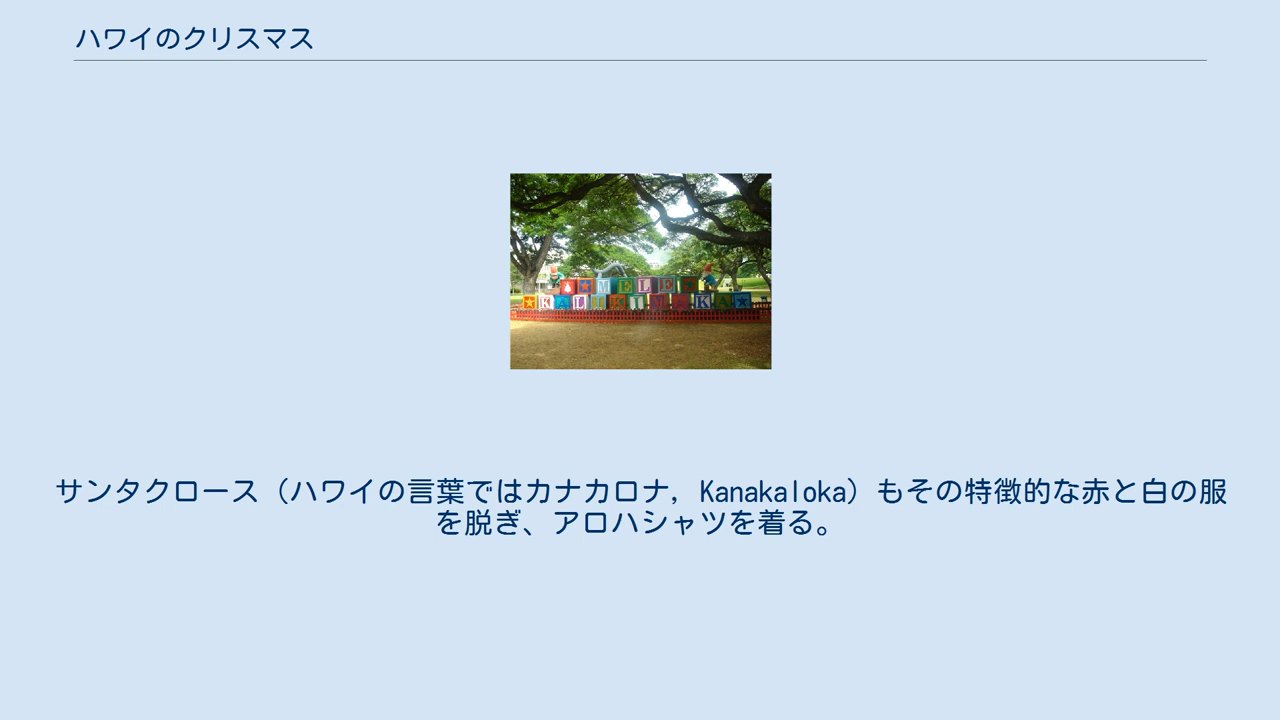 ハワイのクリスマス
MELE
KALIKIMAKA
サンタクロース（ハワイの言葉ではカナカロナ, Kanakaloka）もその特徴的な赤と白の服
を脱ぎ、アロハシャツを着る。